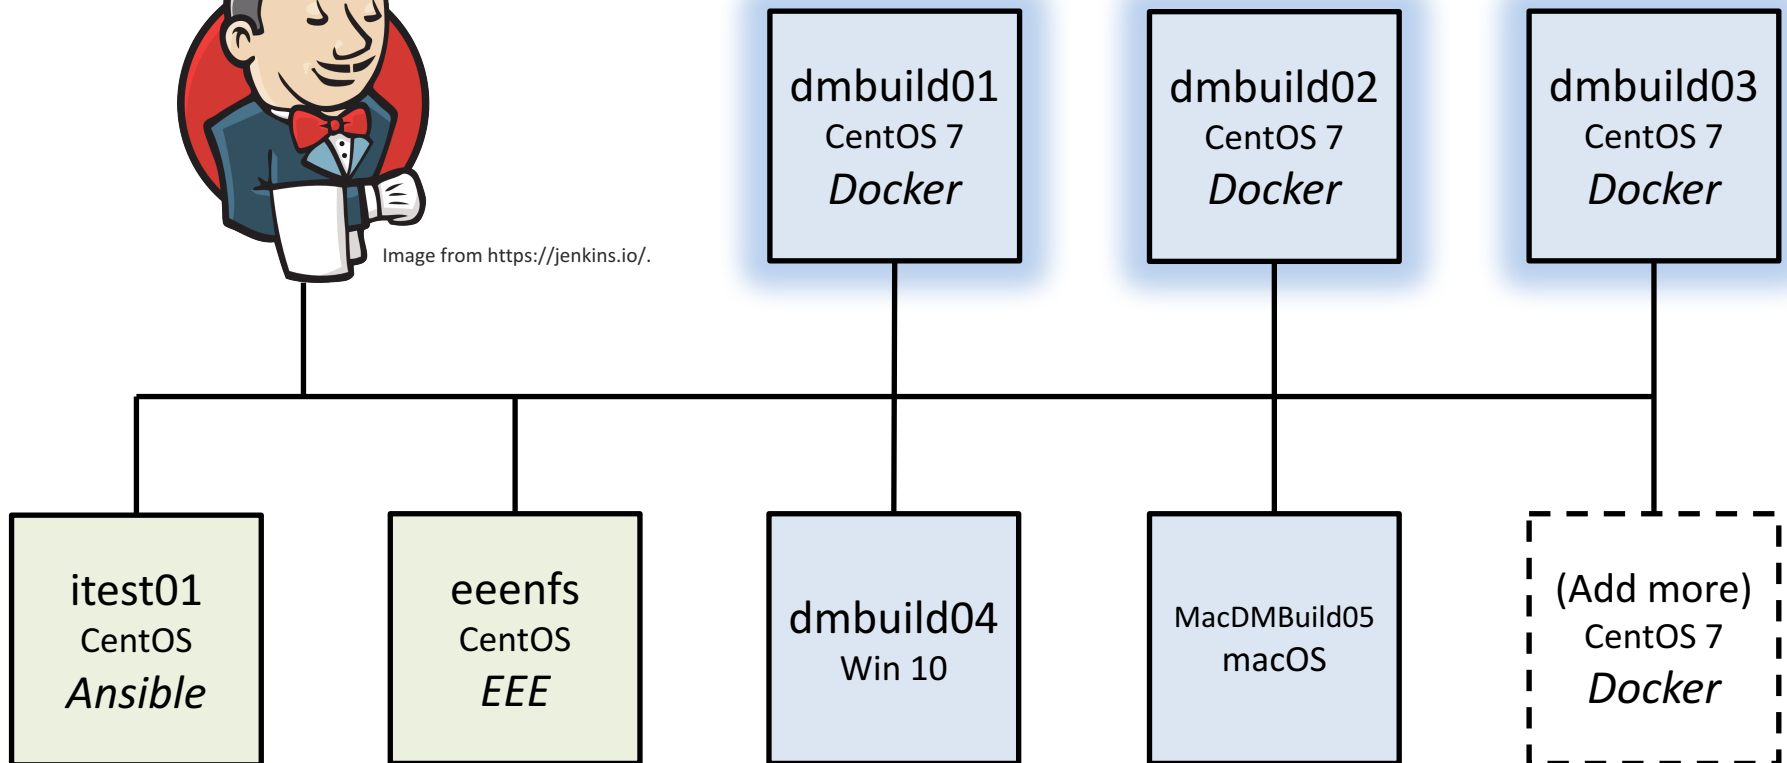 dmbuild01
CentOS 7
Docker
dmbuild02
CentOS 7
Docker
dmbuild03
CentOS 7
Docker
Image from https://jenkins.io/.
itest01
CentOS
Ansible
eeenfs
CentOS
EEE
dmbuild04
Win 10
MacDMBuild05
macOS
(Add more)
CentOS 7
Docker